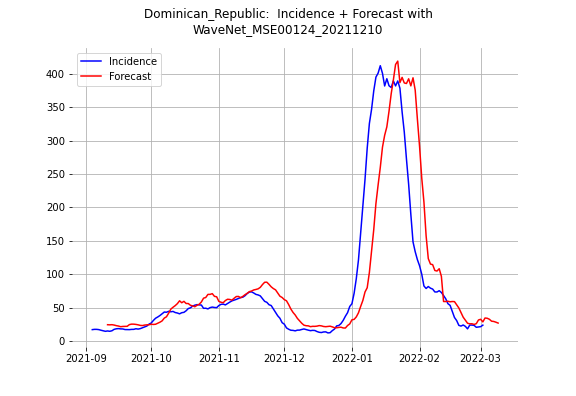 Dominican_Republic:  Incidence + Forecast with
WaveNet_MSE00124_20211210
Incidence
Forecast
400
350
300
250
200
150
100
50
0
2021-09 2021-10 2021-11 2021-12 2022-01 2022-02 2022-03